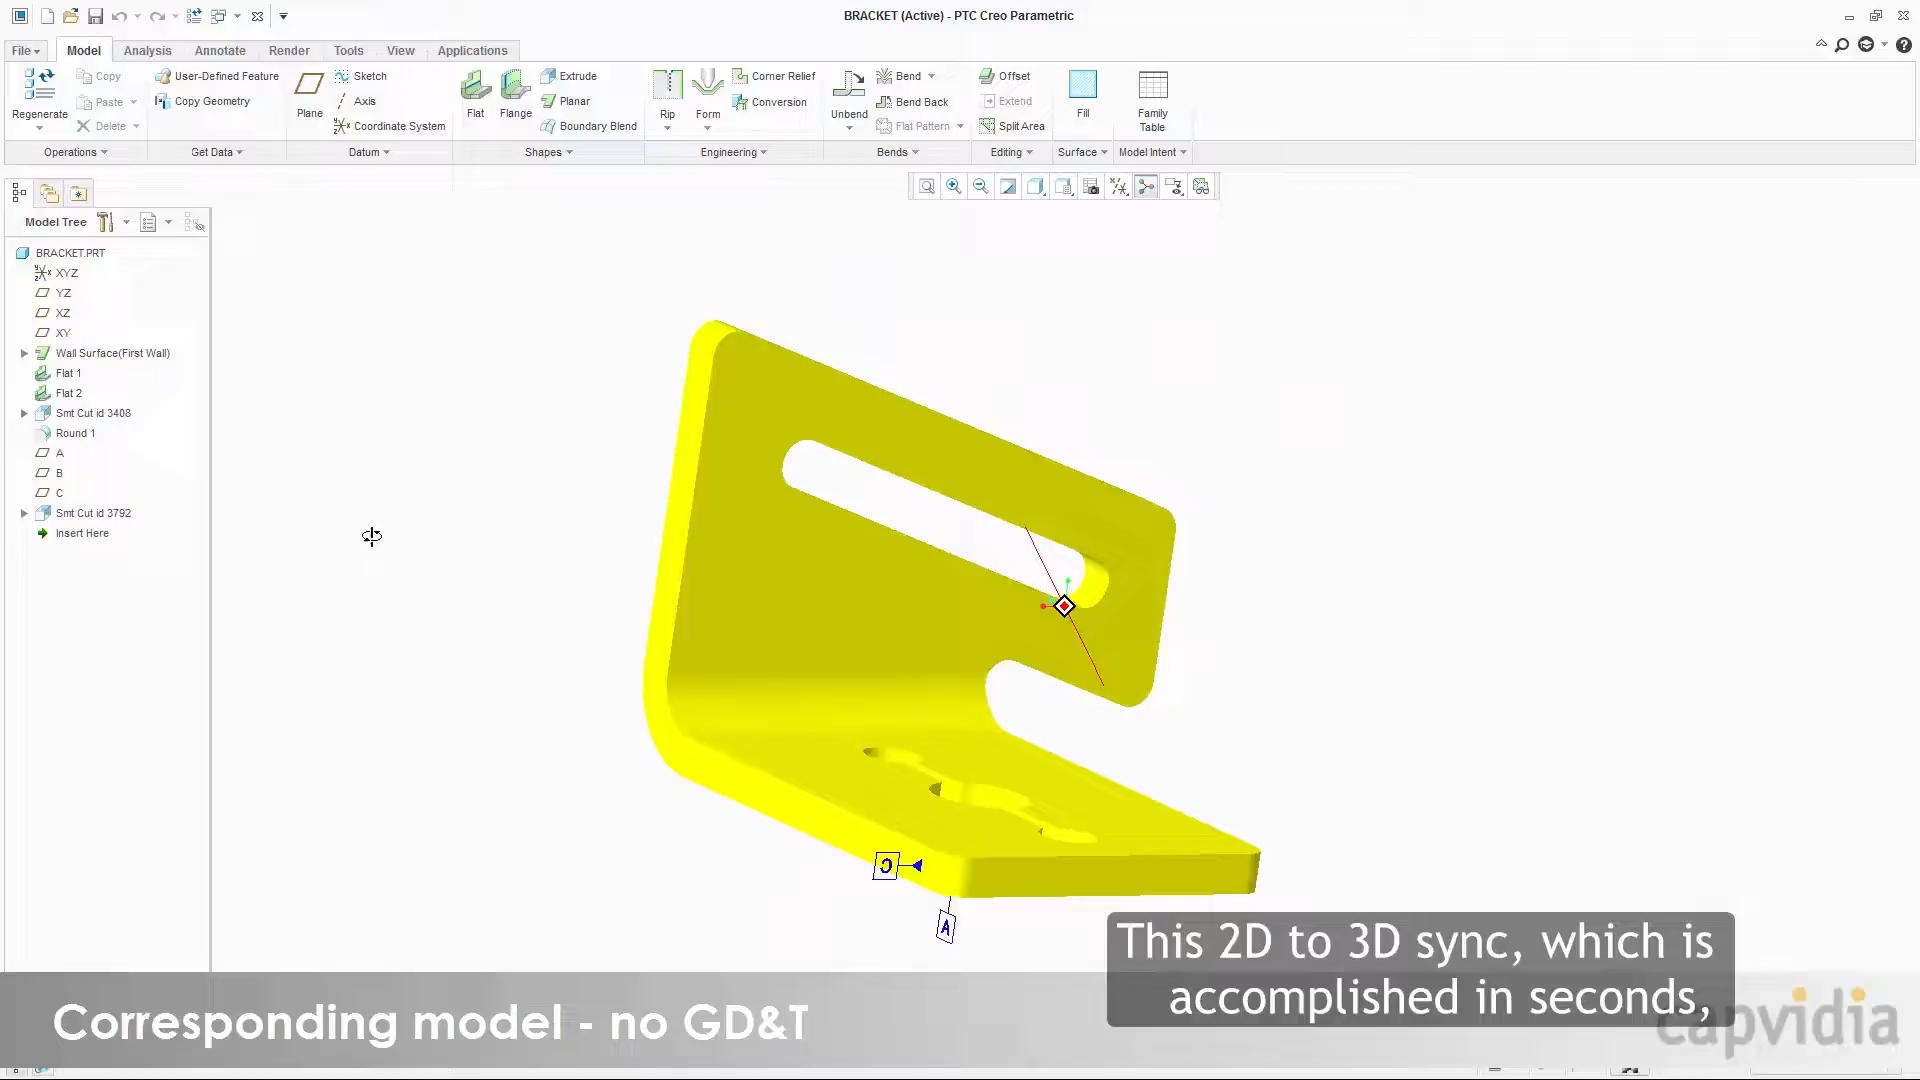 BRACKET (Active) - PTC Creo Parametric
File
Model
Analysis
Annotate
Render
Tools
View
Applications
Regenerate
Copy
Paste
Delete
User-Defined Feature
Copy Geometry
Plane
Sketch
Axis
Coordinate System
Flat
Flange
Extrude
Planar
Boundary Blend
Rip
Form
Corner Relief
Conversion
Unbend
Bend
Bend Back
Flat Pattern
Offset
Extend
Split Area
Fill
Family
Table
Operations
Get Data
Datum
Shapes
Engineering
Bends
Editing
Surface
Model Intent
Model Tree
BRACKET.PRT
XYZ
YZ
XZ
XY
Wall Surface(First Wall)
Flat 1
Flat 2
Smt Cut id 3408
Round 1
A
B
C
Smt Cut id 3792
Insert Here
C
A
This 2D to 3D sync, which is
accomplished in seconds,
Corresponding model - no GD&T
capvidia